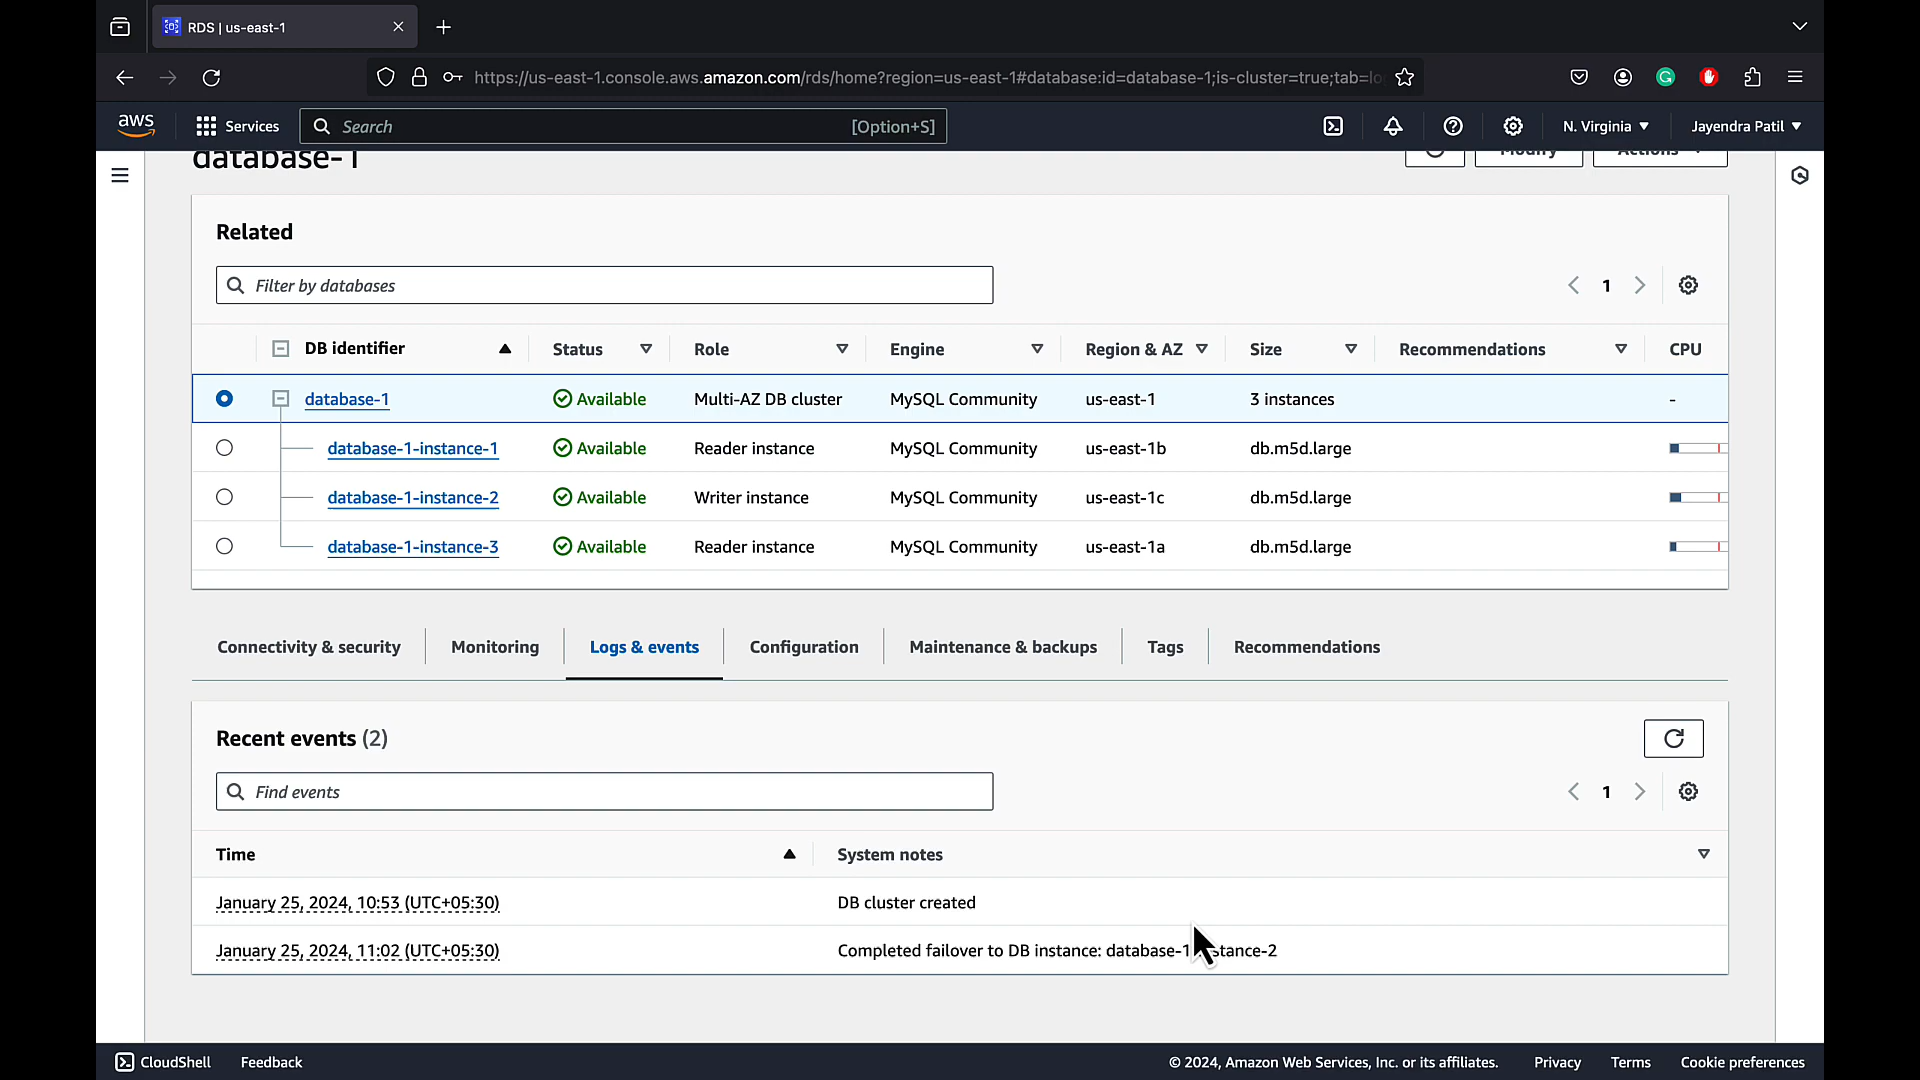 RDS | us-east-1
https://us-east-1.console.aws.amazon.com/rds/home?region=us-east-1#database:id=database-1;is-cluster=true;tab=lo
aws Services Search [Option+S] N. Virginia Jayendra Patil
database-1 Modify Actions
Related
Filter by databases 1
DB identifier Status Role Engine Region & AZ Size Recommendations CPU
database-1 Available Multi-AZ DB cluster MySQL Community us-east-1 3 instances -
database-1-instance-1 Available Reader instance MySQL Community us-east-1b db.m5d.large
database-1-instance-2 Available Writer instance MySQL Community us-east-1c db.m5d.large
database-1-instance-3 Available Reader instance MySQL Community us-east-1a db.m5d.large
Connectivity & security Monitoring Logs & events Configuration Maintenance & backups Tags Recommendations
Recent events (2)
Find events 1
Time System notes
January 25, 2024, 10:53 (UTC+05:30) DB cluster created
January 25, 2024, 11:02 (UTC+05:30) Completed failover to DB instance: database-1-instance-2
CloudShell Feedback © 2024, Amazon Web Services, Inc. or its affiliates. Privacy Terms Cookie preferences